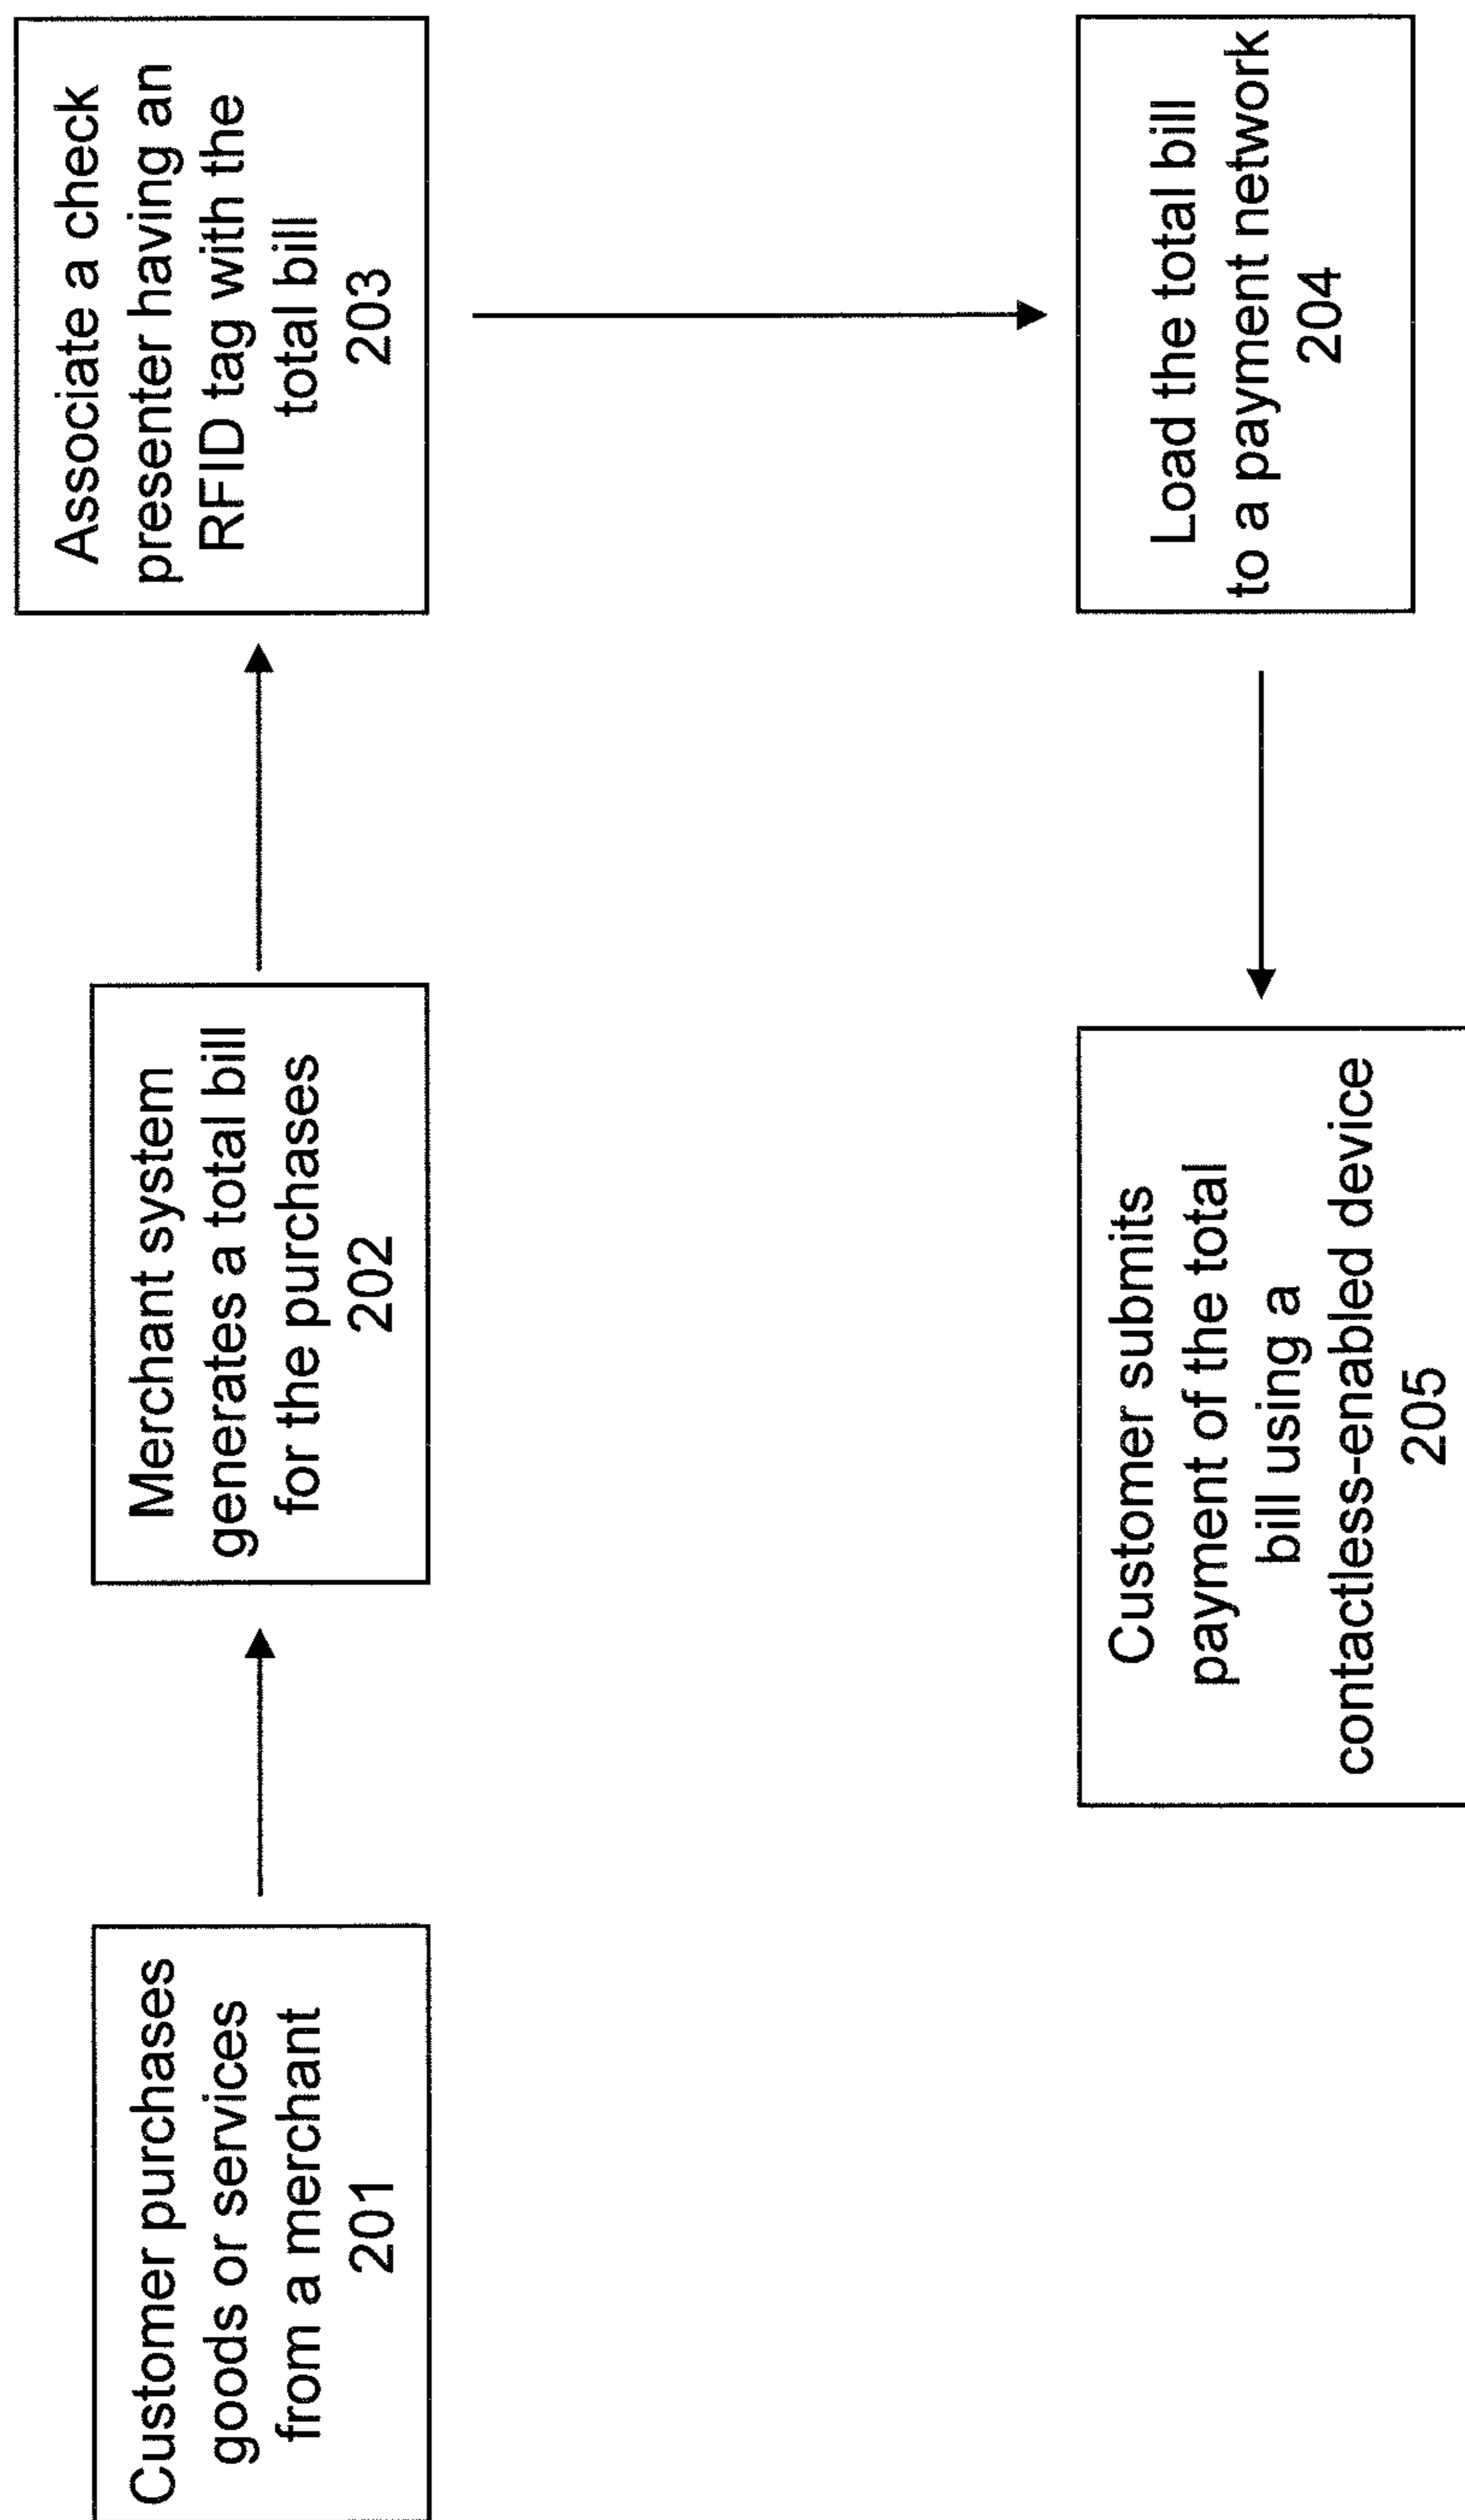 Customer purchases
goods or services
from a merchant
201
Merchant system
generates a total bill
for the purchases
202
Associate a check
presenter having an
RFID tag with the
total bill
203
Load the total bill
to a payment network
204
Customer submits
payment of the total
bill using a
contactless-enabled device
205